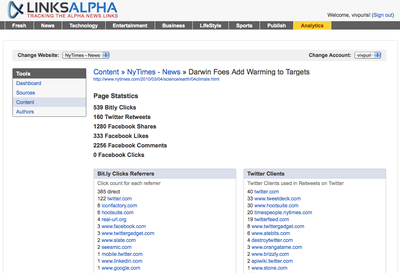 LINKSALPHA
TRACKING THE ALPHA NEWS LINKS
Welcome, vivpuris! (Sign out)
Fresh News Technology Entertainment Business LifeStyle Sports Publish Analytics
Change Website: NyTimes - News Change Account: vivpuri
Tools
Dashboard
Sources
Content
Authors
Content » NyTimes - News » Darwin Foes Add Warming to Targets
http://www.nytimes.com/2010/03/04/science/earth/04climate.html
Page Statistics
539 Bitly Clicks
160 Twitter Retweets
1280 Facebook Shares
333 Facebook Likes
2256 Facebook Comments
0 Facebook Clicks
Bit.ly Clicks Referrers
Click count for each referrer
385 direct
122 twitter.com
8 iconfactory.com
6 hootsuite.com
4 real-url.org
3 www.facebook.com
3 www.twittergadget.com
2 www.slate.com
2 seesmic.com
1 mobile.twitter.com
1 www.linkedin.com
1 www.google.com
Twitter Clients
Twitter Clients used in Retweets on Twitter
40 twitter.com
33 www.tweetdeck.com
30 www.hootsuite.com
20 timespeople.nytimes.com
19 twitterfeed.com
8 www.twittergadget.com
8 www.atebits.com
4 destroytwitter.com
3 www.orangatame.com
2 www.brizzly.com
2 apiwiki.twitter.com
1 www.stone.com